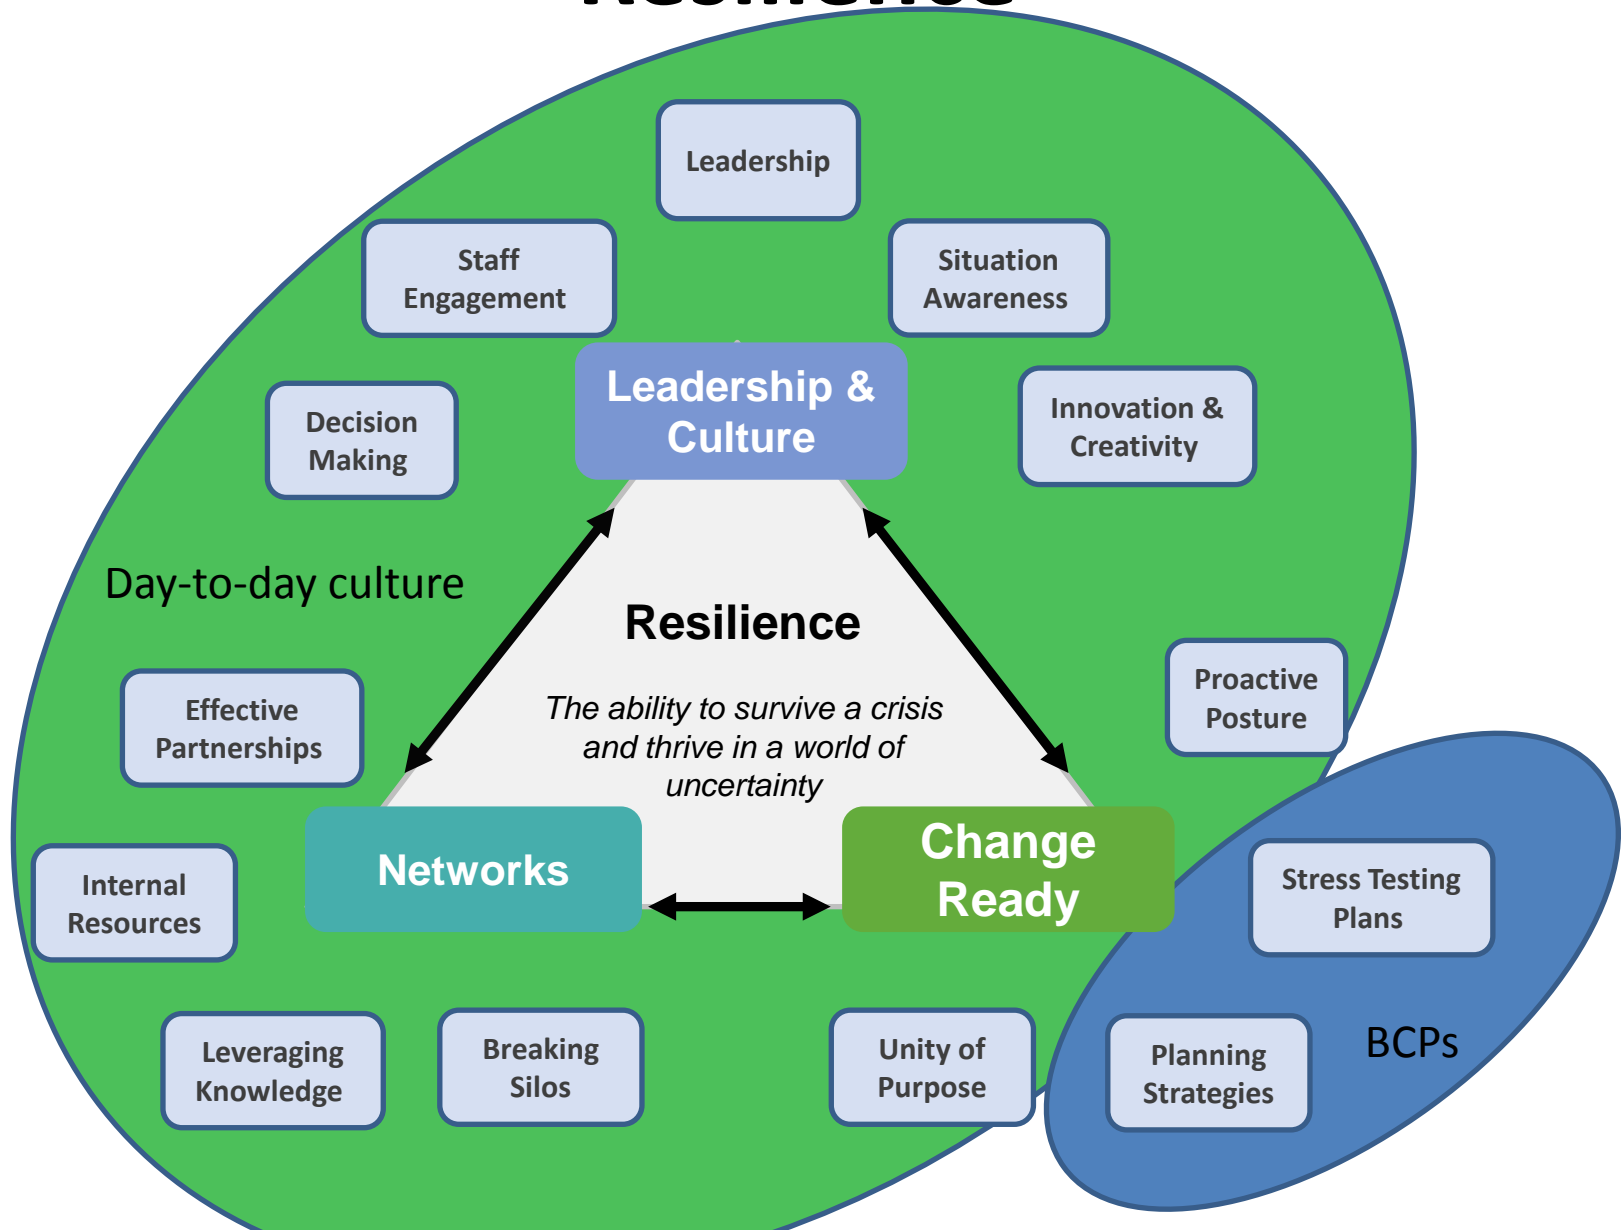 Resilience
Leadership
Staff
Engagement
Situation
Awareness
Leadership &
Culture
Decision
Making
Innovation &
Creativity
Day-to-day culture
Resilience
The ability to survive a crisis
and thrive in a world of
uncertainty
Proactive
Posture
Effective
Partnerships
Networks
Change
Ready
Internal
Resources
Stress Testing
Plans
Leveraging
Knowledge
Breaking
Silos
Unity of
Purpose
Planning
Strategies
BCPs